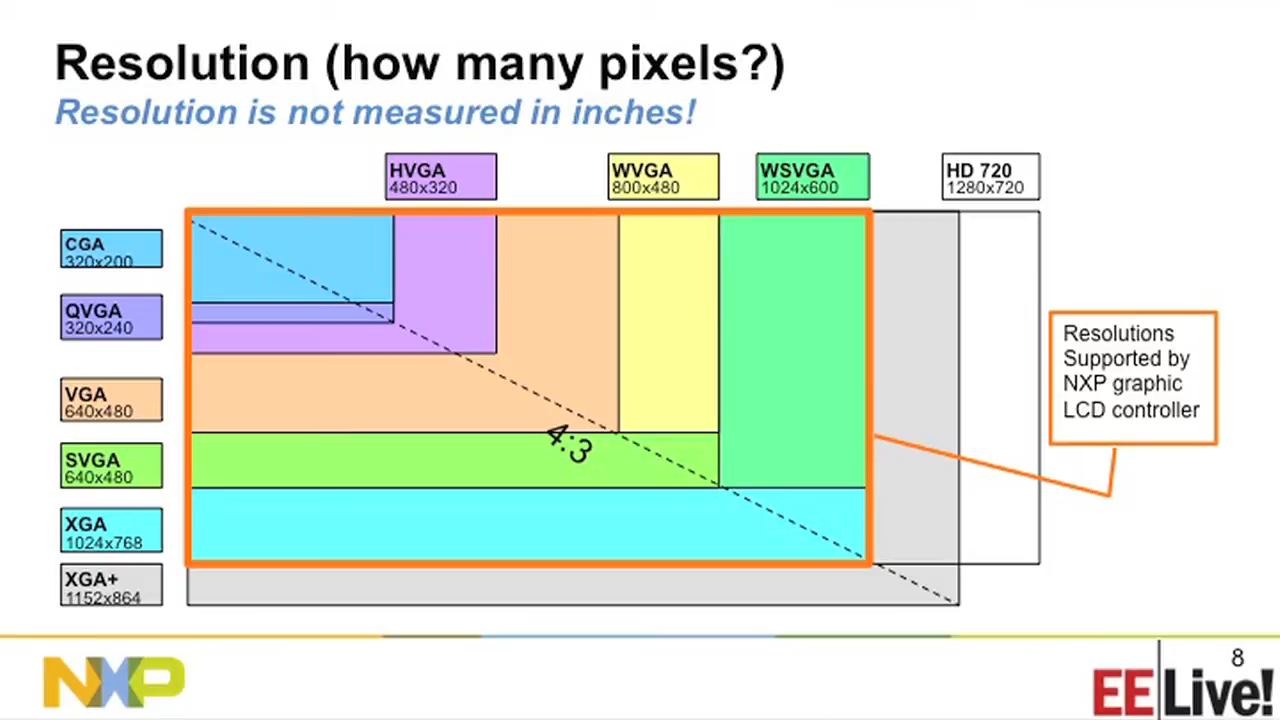 Resolution (how many pixels?)
Resolution is not measured in inches!
HVGA
480x320
WVGA
800x480
WSVGA
1024x600
HD 720
1280x720
CGA
320x200
QVGA
320x240
VGA
640x480
SVGA
640x480
XGA
1024x768
XGA+
1152x864
4:3
Resolutions
Supported by
NXP graphic
LCD controller
NXP
EE Live!
8